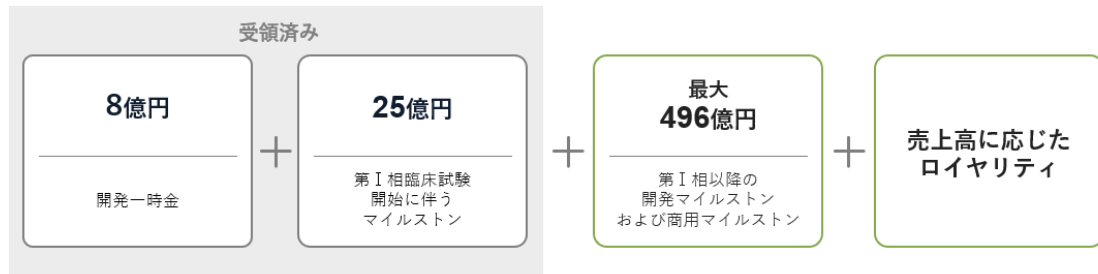 受領済み
8億円
開発一時金
＋
25億円
第Ⅰ相臨床試験
開始に伴う
マイルストン
＋
最大
496億円
第Ⅰ相以降の
開発マイルストン
および商用マイルストン
＋
売上高に応じた
ロイヤリティ